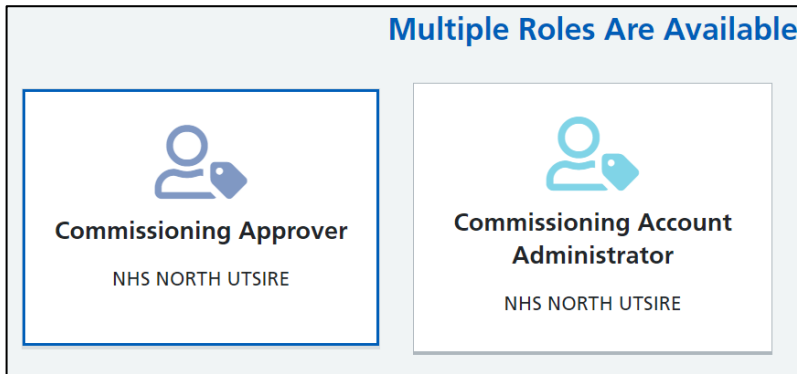 Multiple Roles Are Available
Commissioning Approver
NHS NORTH UTSIRE
Commissioning Account
Administrator
NHS NORTH UTSIRE